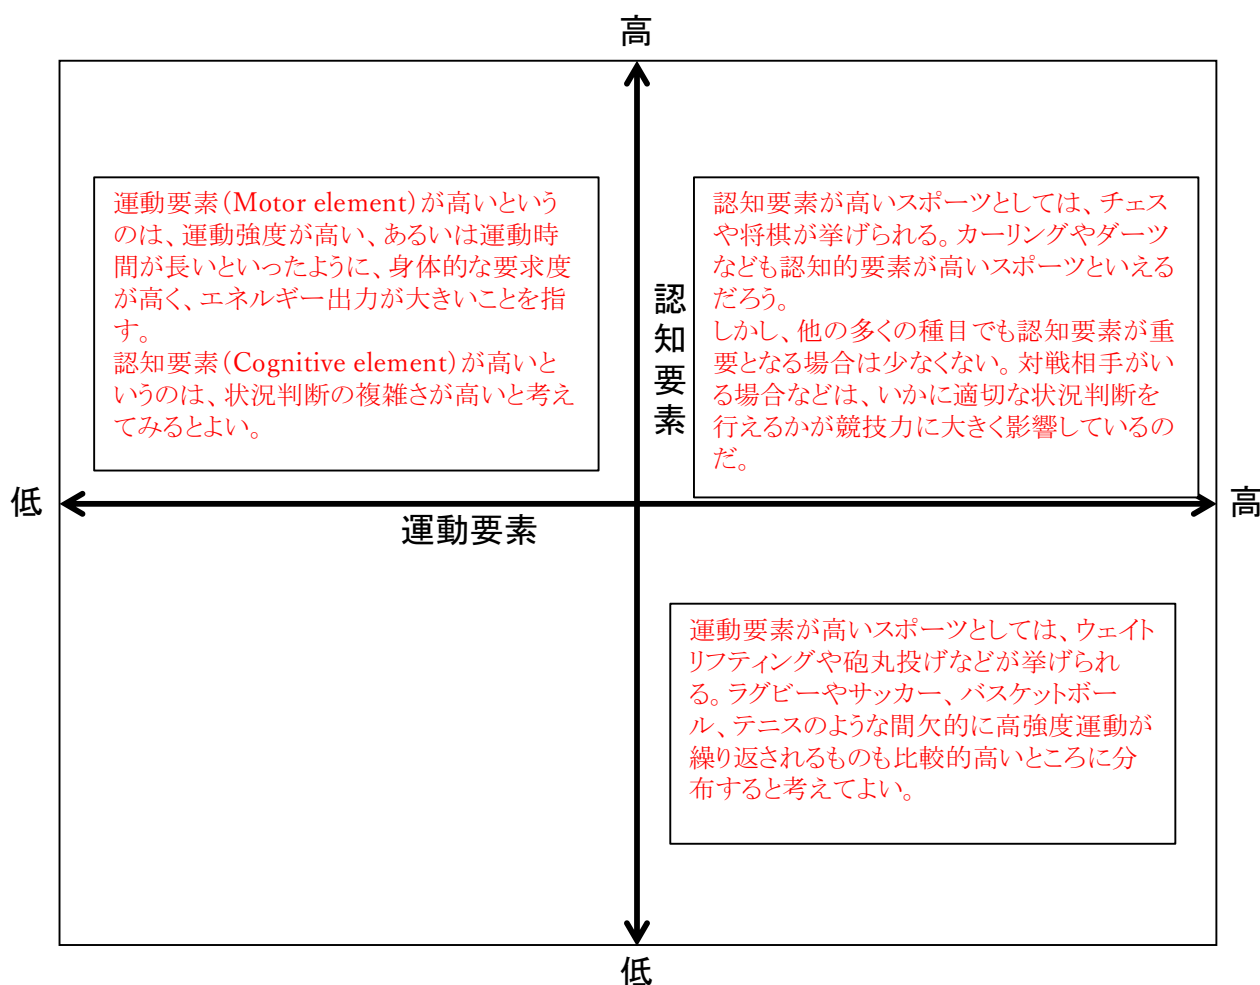 高
運動要素(Motor element)が高いという
のは、運動強度が高い、あるいは運動時
間が長いといったように、身体的な要求度
が高く、エネルギー出力が大きいことを指
す。
認知要素(Cognitive element)が高いと
いうのは、状況判断の複雑さが高いと考え
てみるとよい。
認知要素
認知要素が高いスポーツとしては、チェス
や将棋が挙げられる。カーリングやダーツ
なども認知的要素が高いスポーツといえる
だろう。
しかし、他の多くの種目でも認知要素が重
要となる場合は少なくない。対戦相手がい
る場合などは、いかに適切な状況判断を
行えるかが競技力に大きく影響しているの
だ。
低
運動要素
高
運動要素が高いスポーツとしては、ウェイト
リフティングや砲丸投げなどが挙げられ
る。ラグビーやサッカー、バスケットボー
ル、テニスのような間欠的に高強度運動が
繰り返されるものも比較的高いところに分
布すると考えてよい。
低